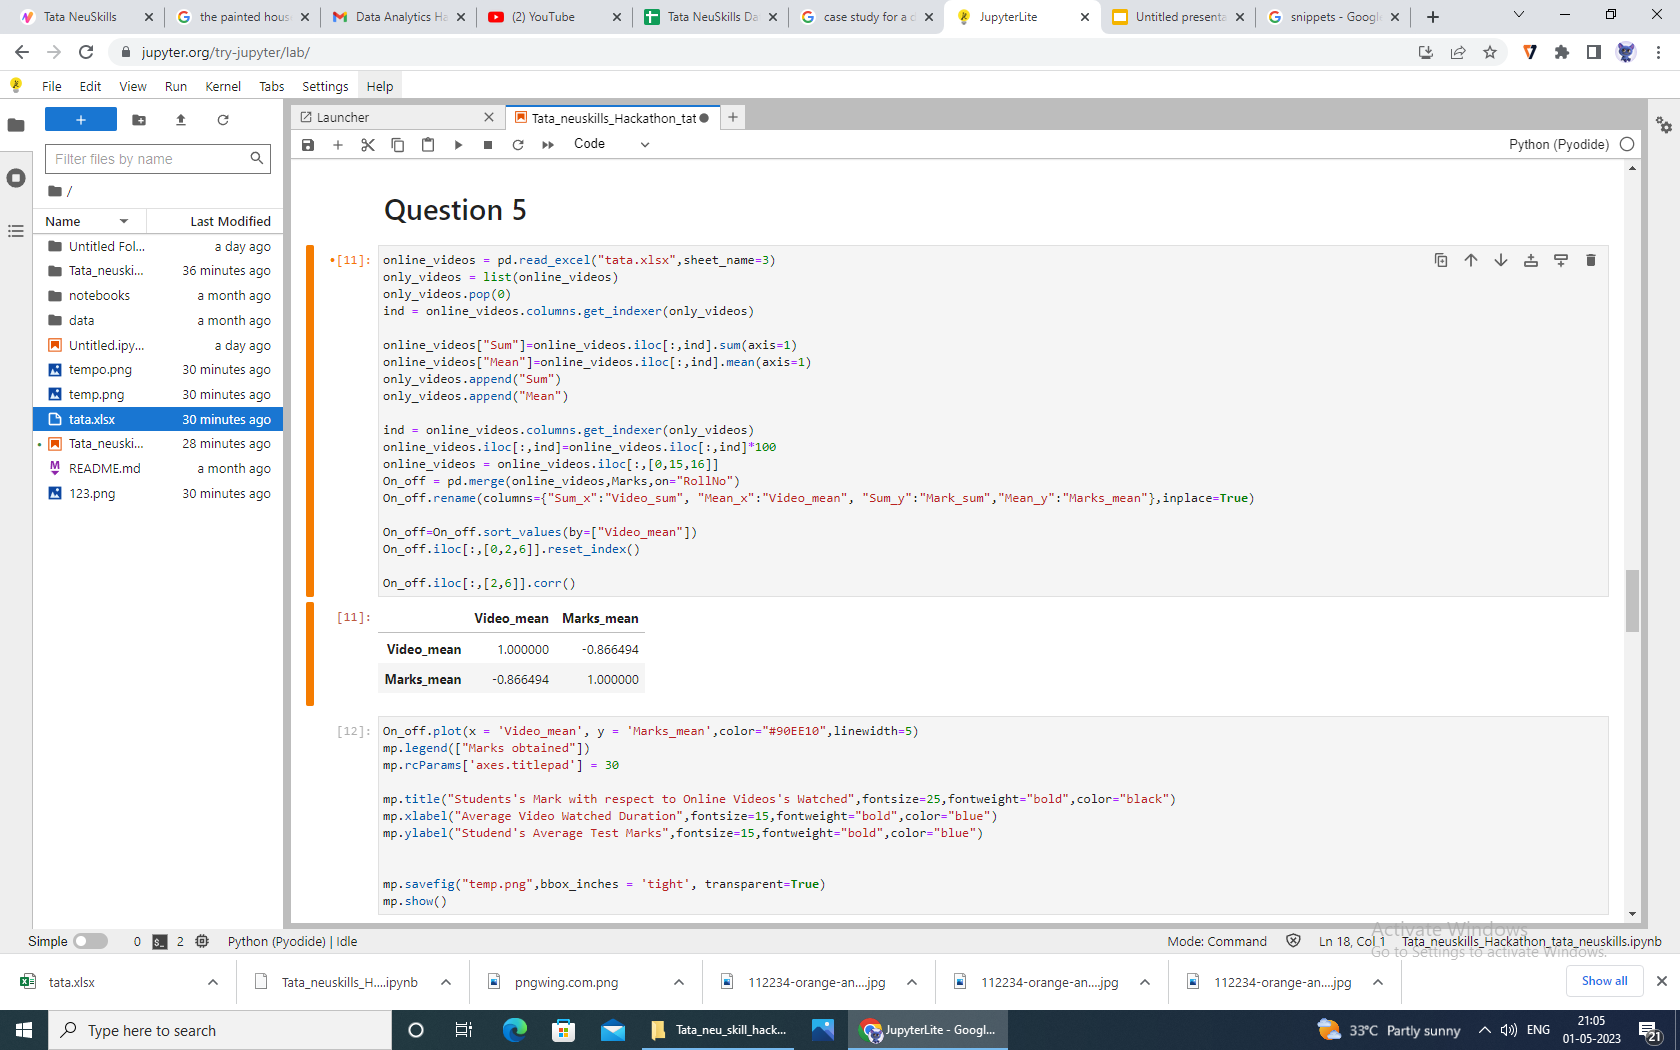 Tata NeuSkills
the painted hous
Data Analytics Ha
(2) YouTube
Tata NeuSkills Da
case study for a c
JupyterLite
Untitled presenta
snippets - Googl
jupyter.org/try-jupyter/lab/
File Edit View Run Kernel Tabs Settings Help
Filter files by name
/
Name Last Modified
Untitled Fol... a day ago
Tata_neuski... 36 minutes ago
notebooks a month ago
data a month ago
Untitled.ipy... a day ago
tempo.png 30 minutes ago
temp.png 30 minutes ago
tata.xlsx 30 minutes ago
Tata_neuski... 28 minutes ago
README.md a month ago
123.png 30 minutes ago
Launcher
Tata_neuskills_Hackathon_tat
Code
Python (Pyodide)
Question 5
[11]:
online_videos = pd.read_excel("tata.xlsx",sheet_name=3)
only_videos = list(online_videos)
only_videos.pop(0)
ind = online_videos.columns.get_indexer(only_videos)
online_videos["Sum"]=online_videos.iloc[:,ind].sum(axis=1)
online_videos["Mean"]=online_videos.iloc[:,ind].mean(axis=1)
only_videos.append("Sum")
only_videos.append("Mean")
ind = online_videos.columns.get_indexer(only_videos)
online_videos.iloc[:,ind]=online_videos.iloc[:,ind]*100
online_videos = online_videos.iloc[:,[0,15,16]]
On_off = pd.merge(online_videos,Marks,on="RollNo")
On_off.rename(columns={"Sum_x":"Video_sum", "Mean_x":"Video_mean", "Sum_y":"Mark_sum","Mean_y":"Marks_mean"},inplace=True)
On_off=On_off.sort_values(by=["Video_mean"])
On_off.iloc[:,[0,2,6]].reset_index()
On_off.iloc[:,[2,6]].corr()
[11]:
Video_mean Marks_mean
Video_mean 1.000000 -0.866494
Marks_mean -0.866494 1.000000
[12]:
On_off.plot(x = 'Video_mean', y = 'Marks_mean',color="#90EE10",linewidth=5)
mp.legend(["Marks obtained"])
mp.rcParams['axes.titlepad'] = 30
mp.title("Students's Mark with respect to Online Videos's Watched",fontsize=25,fontweight="bold",color="black")
mp.xlabel("Average Video Watched Duration",fontsize=15,fontweight="bold",color="blue")
mp.ylabel("Studend's Average Test Marks",fontsize=15,fontweight="bold",color="blue")
mp.savefig("temp.png",bbox_inches = 'tight', transparent=True)
mp.show()
Activate Windows
Go to Settings to activate Windows.
Simple 0 2 Python (Pyodide) | Idle
Mode: Command Ln 18, Col 1 Tata_neuskills_Hackathon_tata_neuskills.ipynb
tata.xlsx
Tata_neuskills_H....ipynb
pngwing.com.png
112234-orange-an....jpg
112234-orange-an....jpg
112234-orange-an....jpg
Show all
Type here to search
Tata_neu_skill_hack...
JupyterLite - Googl...
33°C Partly sunny
ENG
21:05
01-05-2023
21